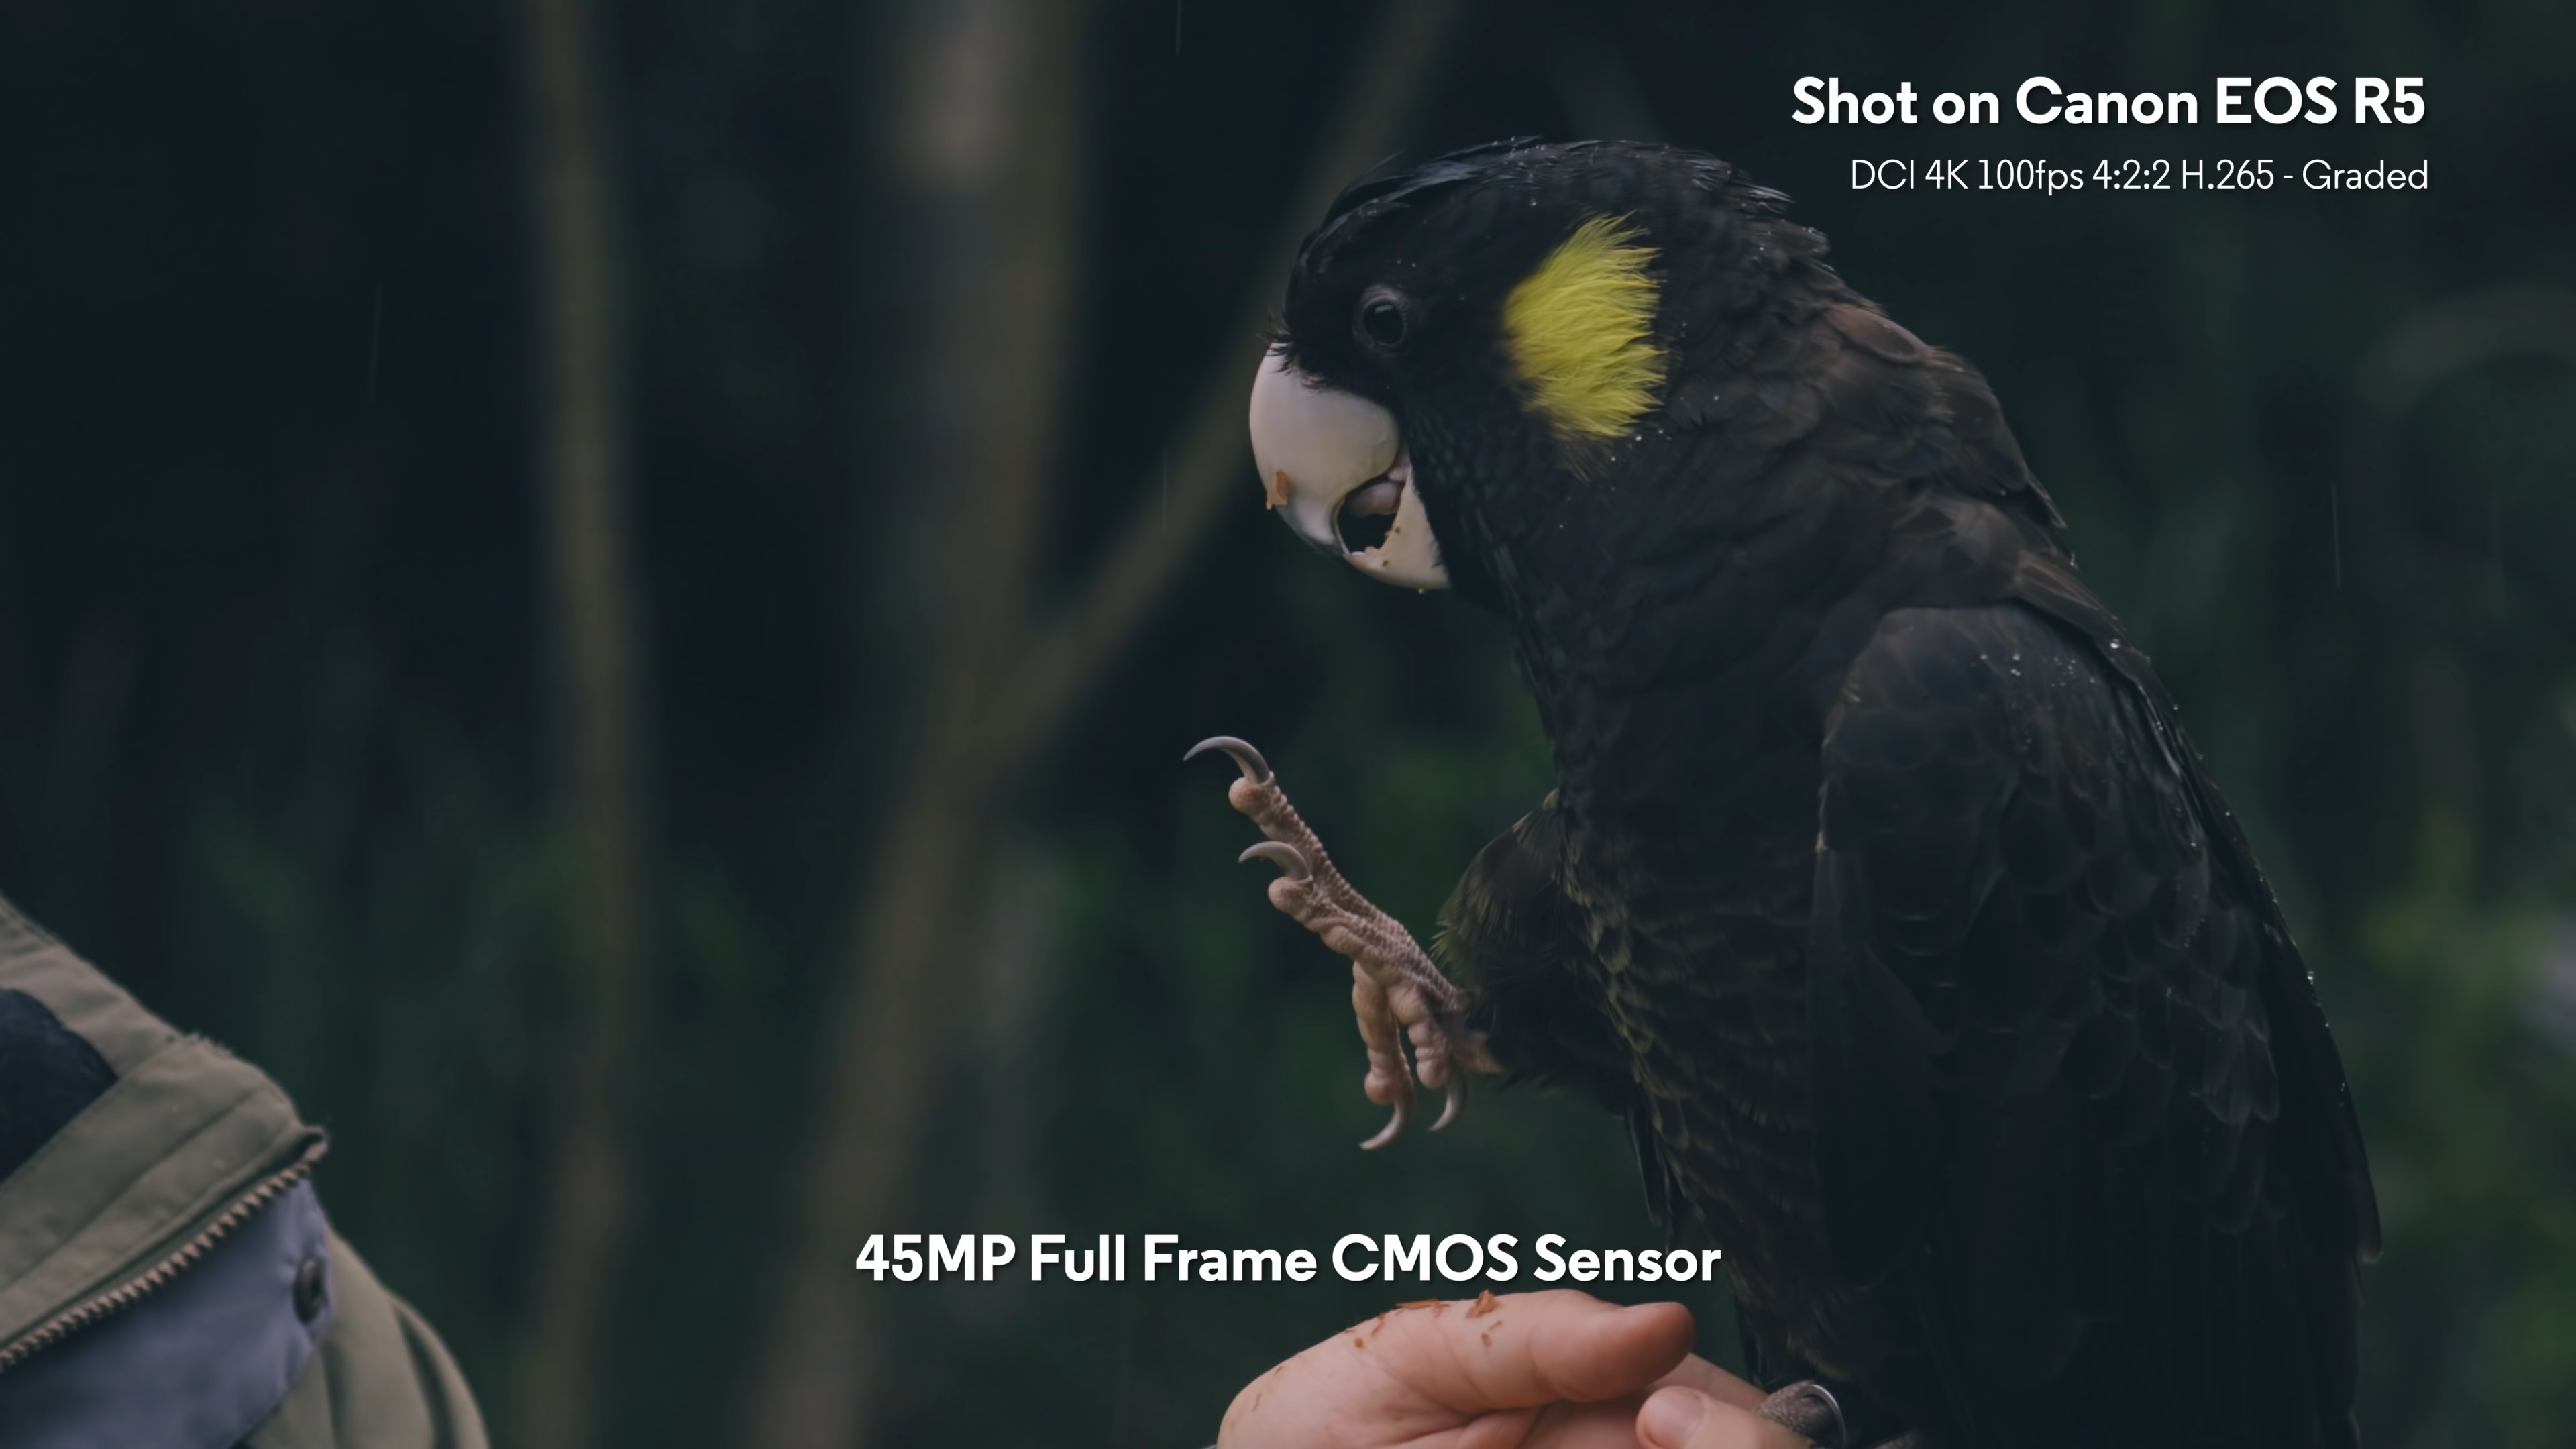 Shot on Canon EOS R5
DCI 4K 100fps 4:2:2 H.265 - Graded
45MP Full Frame CMOS Sensor